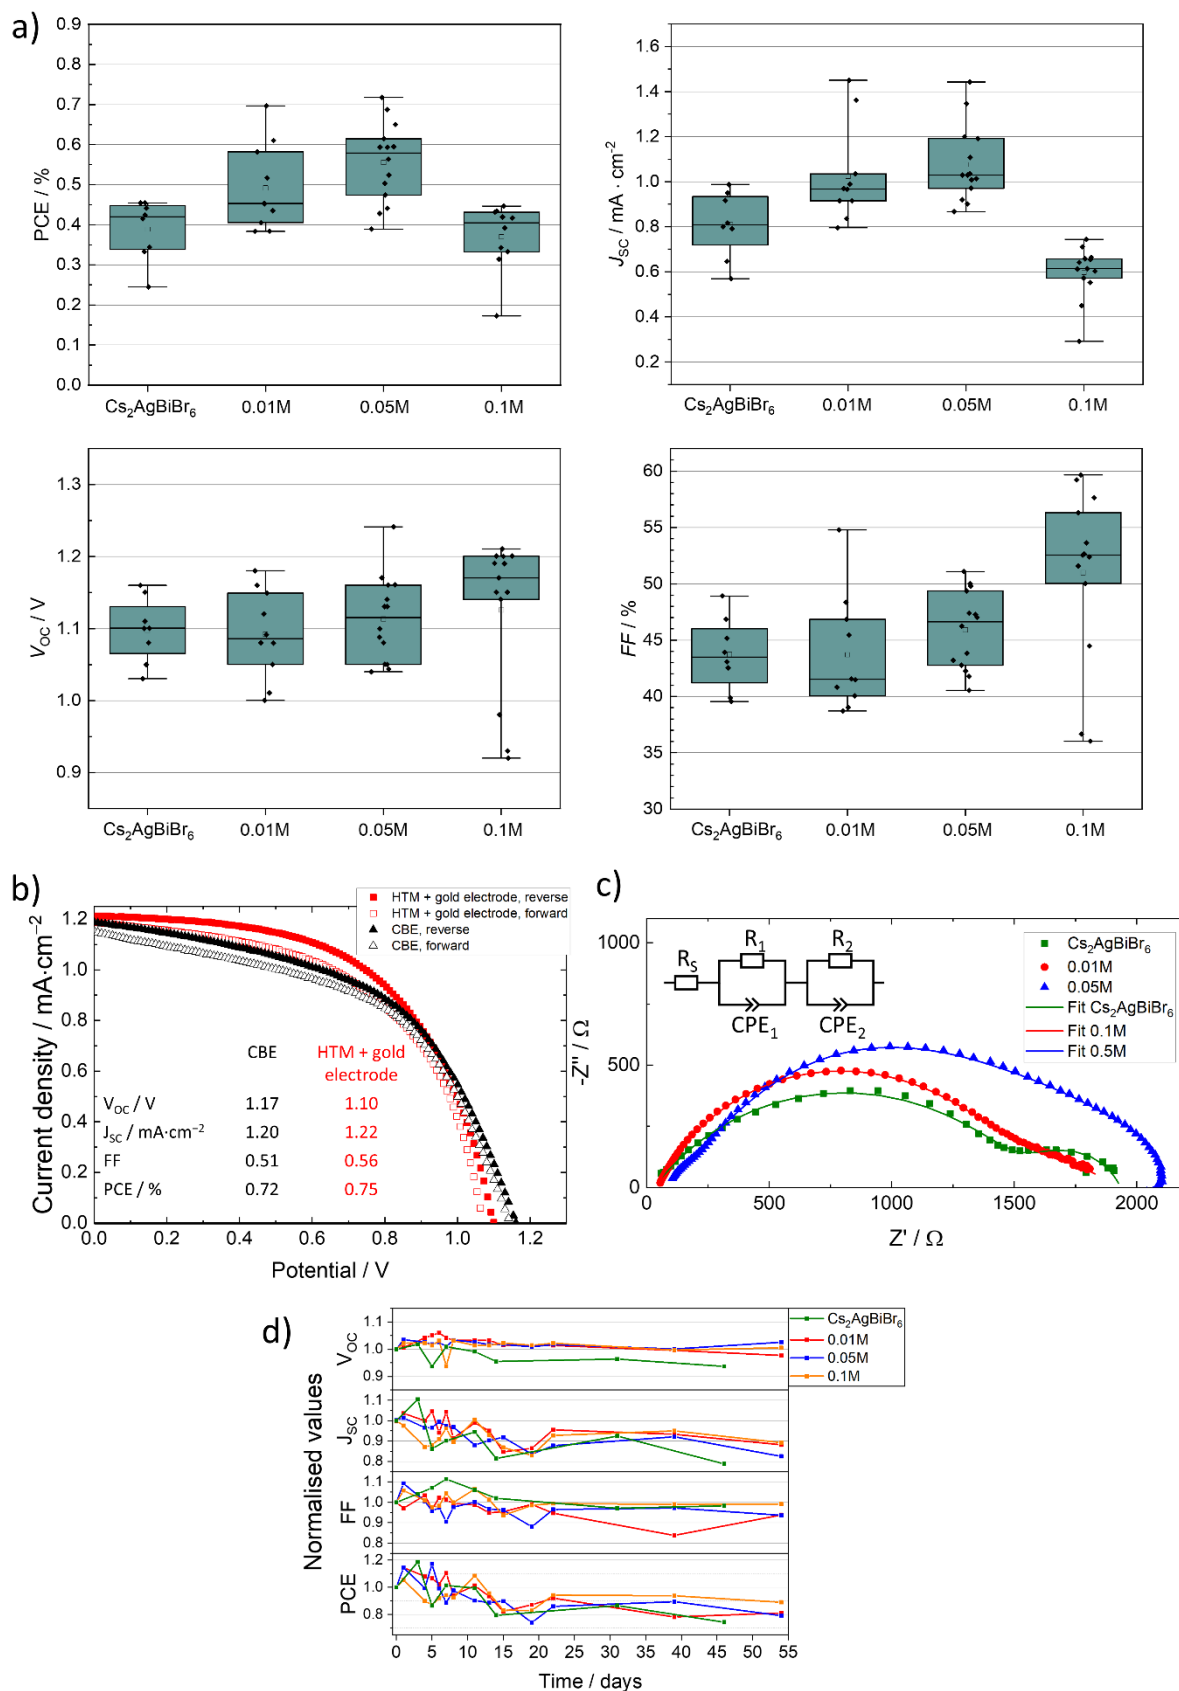 a)
0.9
0.8
0.7
0.6
0.5
0.4
0.3
0.2
0.1
0.0
PCE / %
Cs₂AgBiBr₆ 0.01M 0.05M 0.1M
1.6
1.4
1.2
1.0
0.8
0.6
0.4
0.2
J_SC / mA · cm⁻²
Cs₂AgBiBr₆ 0.01M 0.05M 0.1M
1.3
1.2
1.1
1.0
0.9
V_OC / V
Cs₂AgBiBr₆ 0.01M 0.05M 0.1M
60
55
50
45
40
35
30
FF / %
Cs₂AgBiBr₆ 0.01M 0.05M 0.1M
b)
HTM + gold electrode, reverse
HTM + gold electrode, forward
CBE, reverse
CBE, forward
1.2
1.0
0.8
0.6
0.4
0.2
0.0
Current density / mA·cm⁻²
CBE HTM + gold
electrode
V_OC / V 1.17 1.10
J_SC / mA·cm⁻² 1.20 1.22
FF 0.51 0.56
PCE / % 0.72 0.75
0.0 0.2 0.4 0.6 0.8 1.0 1.2
Potential / V
c)
1000
500
0
-Z'' / Ω
R_S R₁ R₂
CPE₁ CPE₂
Cs₂AgBiBr₆
0.01M
0.05M
Fit Cs₂AgBiBr₆
Fit 0.1M
Fit 0.5M
0 500 1000 1500 2000
Z' / Ω
d)
Normalised values
V_OC
1.1
1.0
0.9
J_SC
1.1
1.0
0.9
0.8
FF
1.1
1.0
0.9
0.8
PCE
1.2
1.0
0.8
Cs₂AgBiBr₆
0.01M
0.05M
0.1M
0 5 10 15 20 25 30 35 40 45 50 55
Time / days